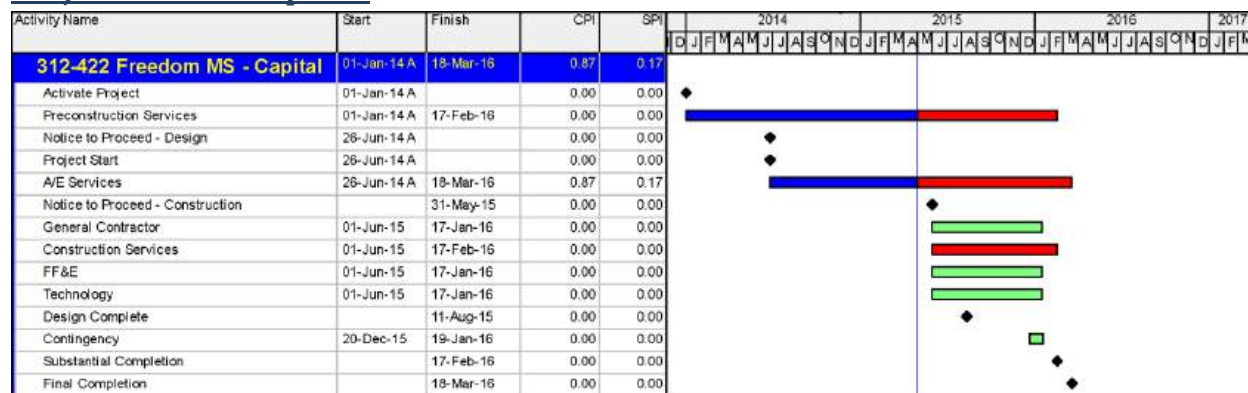 Activity Name Start Finish CPI SPI 2014 2015 2016 2017
D J F M A M J J A S O N D J F M A M J J A S O N D J F M A M J J A S O N D J F M
312-422 Freedom MS - Capital 01-Jan-14 A 18-Mar-16 0.87 0.17
Activate Project 01-Jan-14 A 0.00 0.00
Preconstruction Services 01-Jan-14 A 17-Feb-16 0.00 0.00
Notice to Proceed - Design 26-Jun-14 A 0.00 0.00
Project Start 26-Jun-14 A 0.00 0.00
A/E Services 26-Jun-14 A 18-Mar-16 0.87 0.17
Notice to Proceed - Construction 31-May-15 0.00 0.00
General Contractor 01-Jun-15 17-Jan-16 0.00 0.00
Construction Services 01-Jun-15 17-Feb-16 0.00 0.00
FF&E 01-Jun-15 17-Jan-16 0.00 0.00
Technology 01-Jun-15 17-Jan-16 0.00 0.00
Design Complete 11-Aug-15 0.00 0.00
Contingency 20-Dec-15 19-Jan-16 0.00 0.00
Substantial Completion 17-Feb-16 0.00 0.00
Final Completion 18-Mar-16 0.00 0.00